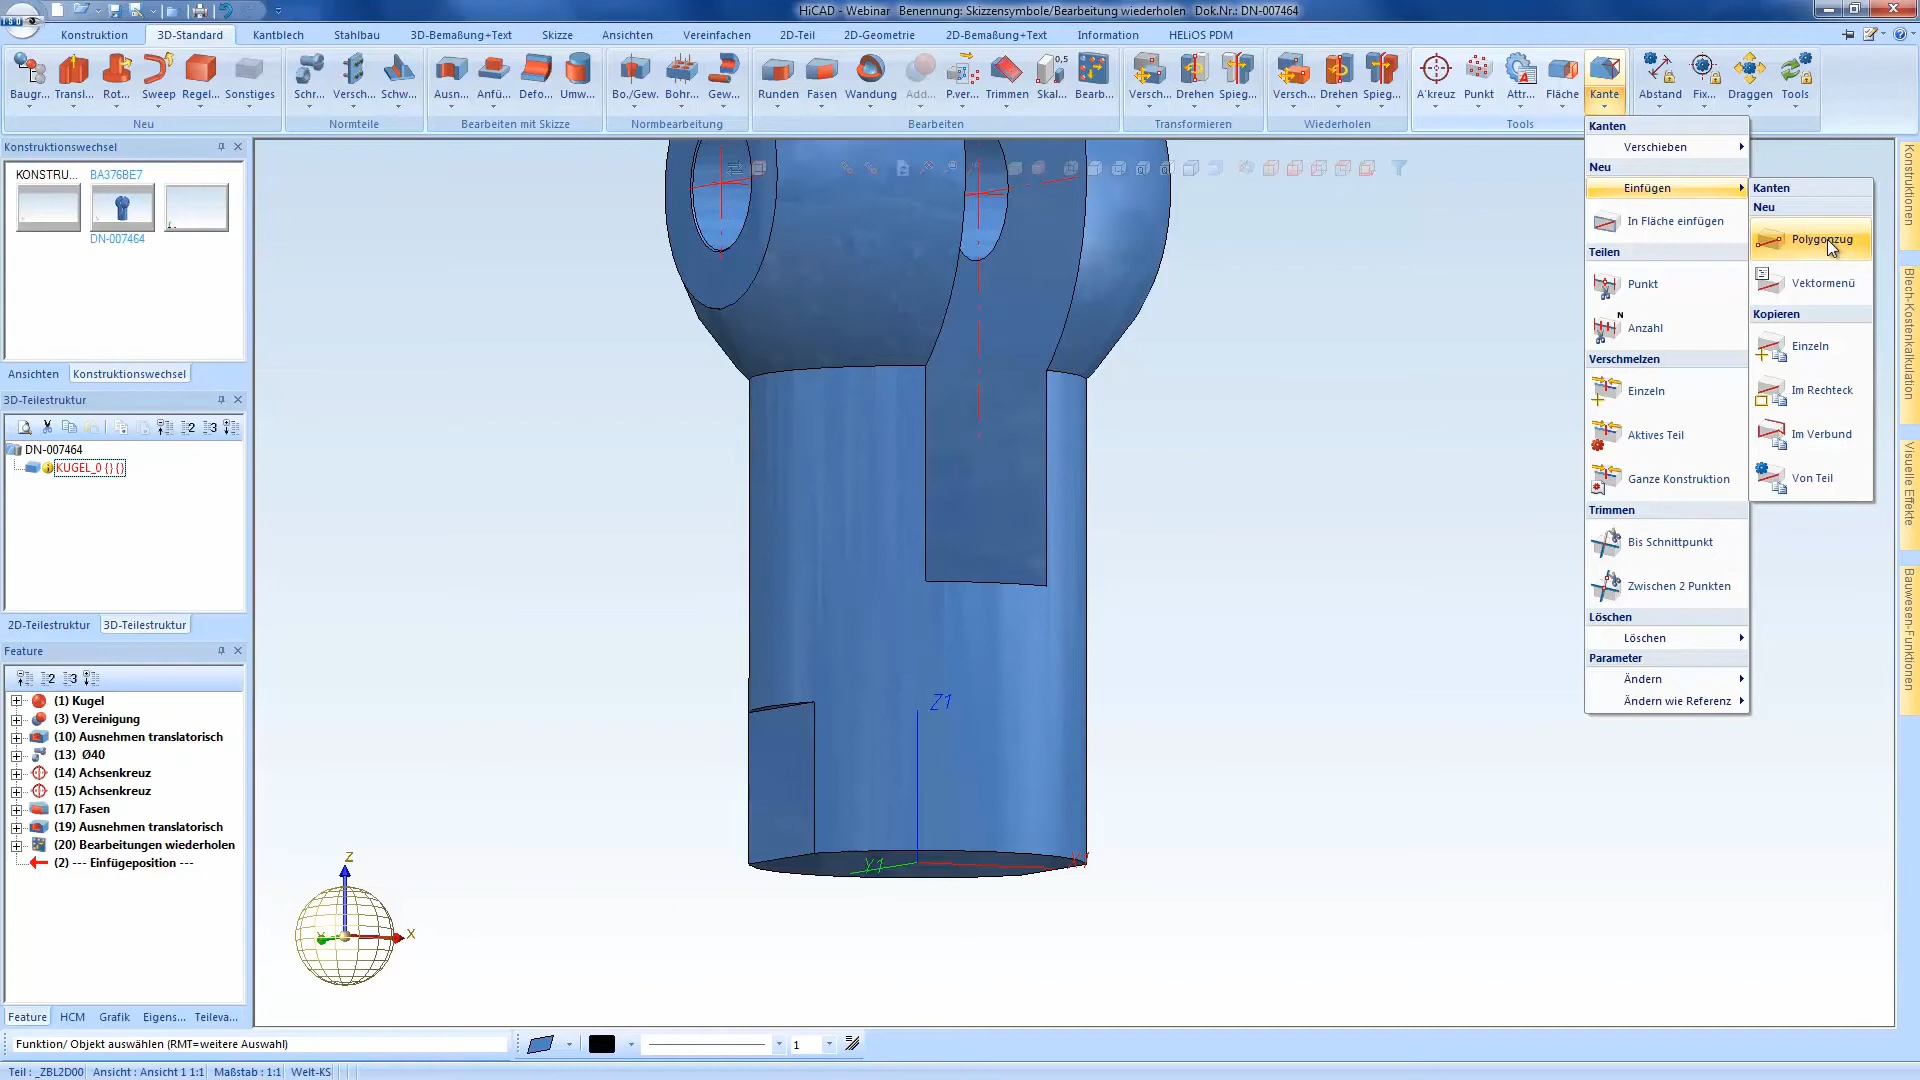 HiCAD - Webinar   Benennung: Skizzensymbole/Bearbeitung wiederholen   Dok.Nr.: DN-007464
ISD
Konstruktion 3D-Standard Kantblech Stahlbau 3D-Bemaßung+Text Skizze Ansichten Vereinfachen 2D-Teil 2D-Geometrie 2D-Bemaßung+Text Information HELiOS PDM
Baugr... Transl... Rot... Sweep Regel... Sonstiges Schr... Versch... Schw... Ausn... Anfü... Defo... Umw... Bo./Gew. Bohr... Gew... Runden Fasen Wandung Add... P.ver... Trimmen Skal... Bearb... Versch... Drehen Spieg... Versch... Drehen Spieg... A'kreuz Punkt Attr... Fläche Kante Abstand Fix... Draggen Tools
0,5
Neu Normteile Bearbeiten mit Skizze Normbearbeitung Bearbeiten Transformieren Wiederholen Tools
Konstruktionswechsel
KONSTRU... BA376BE7
DN-007464
Ansichten Konstruktionswechsel
3D-Teilestruktur
2 3
DN-007464
KUGEL_0 {} {}
2D-Teilestruktur 3D-Teilestruktur
Feature
2 3
(1) Kugel
(3) Vereinigung
(10) Ausnehmen translatorisch
(13) Ø40
(14) Achsenkreuz
(15) Achsenkreuz
(17) Fasen
(19) Ausnehmen translatorisch
(20) Bearbeitungen wiederholen
(2) --- Einfügeposition ---
Feature HCM Grafik Eigens... Teileva...
Z1
Y1
Z
X
Kanten
Verschieben
Neu
Einfügen
In Fläche einfügen
Teilen
Punkt
N
Anzahl
Verschmelzen
Einzeln
Aktives Teil
Ganze Konstruktion
Trimmen
Bis Schnittpunkt
Zwischen 2 Punkten
Löschen
Löschen
Parameter
Ändern
Ändern wie Referenz
Kanten
Neu
Polygonzug
Vektormenü
Kopieren
Einzeln
Im Rechteck
Im Verbund
Von Teil
Konstruktionen
Blech-Kostenkalkulation
Visuelle Effekte
Bauwesen-Funktionen
Funktion/ Objekt auswählen (RMT=weitere Auswahl)
1
Teil : _ZBL2D00 Ansicht : Ansicht 1 1:1 Maßstab : 1:1 Welt-KS